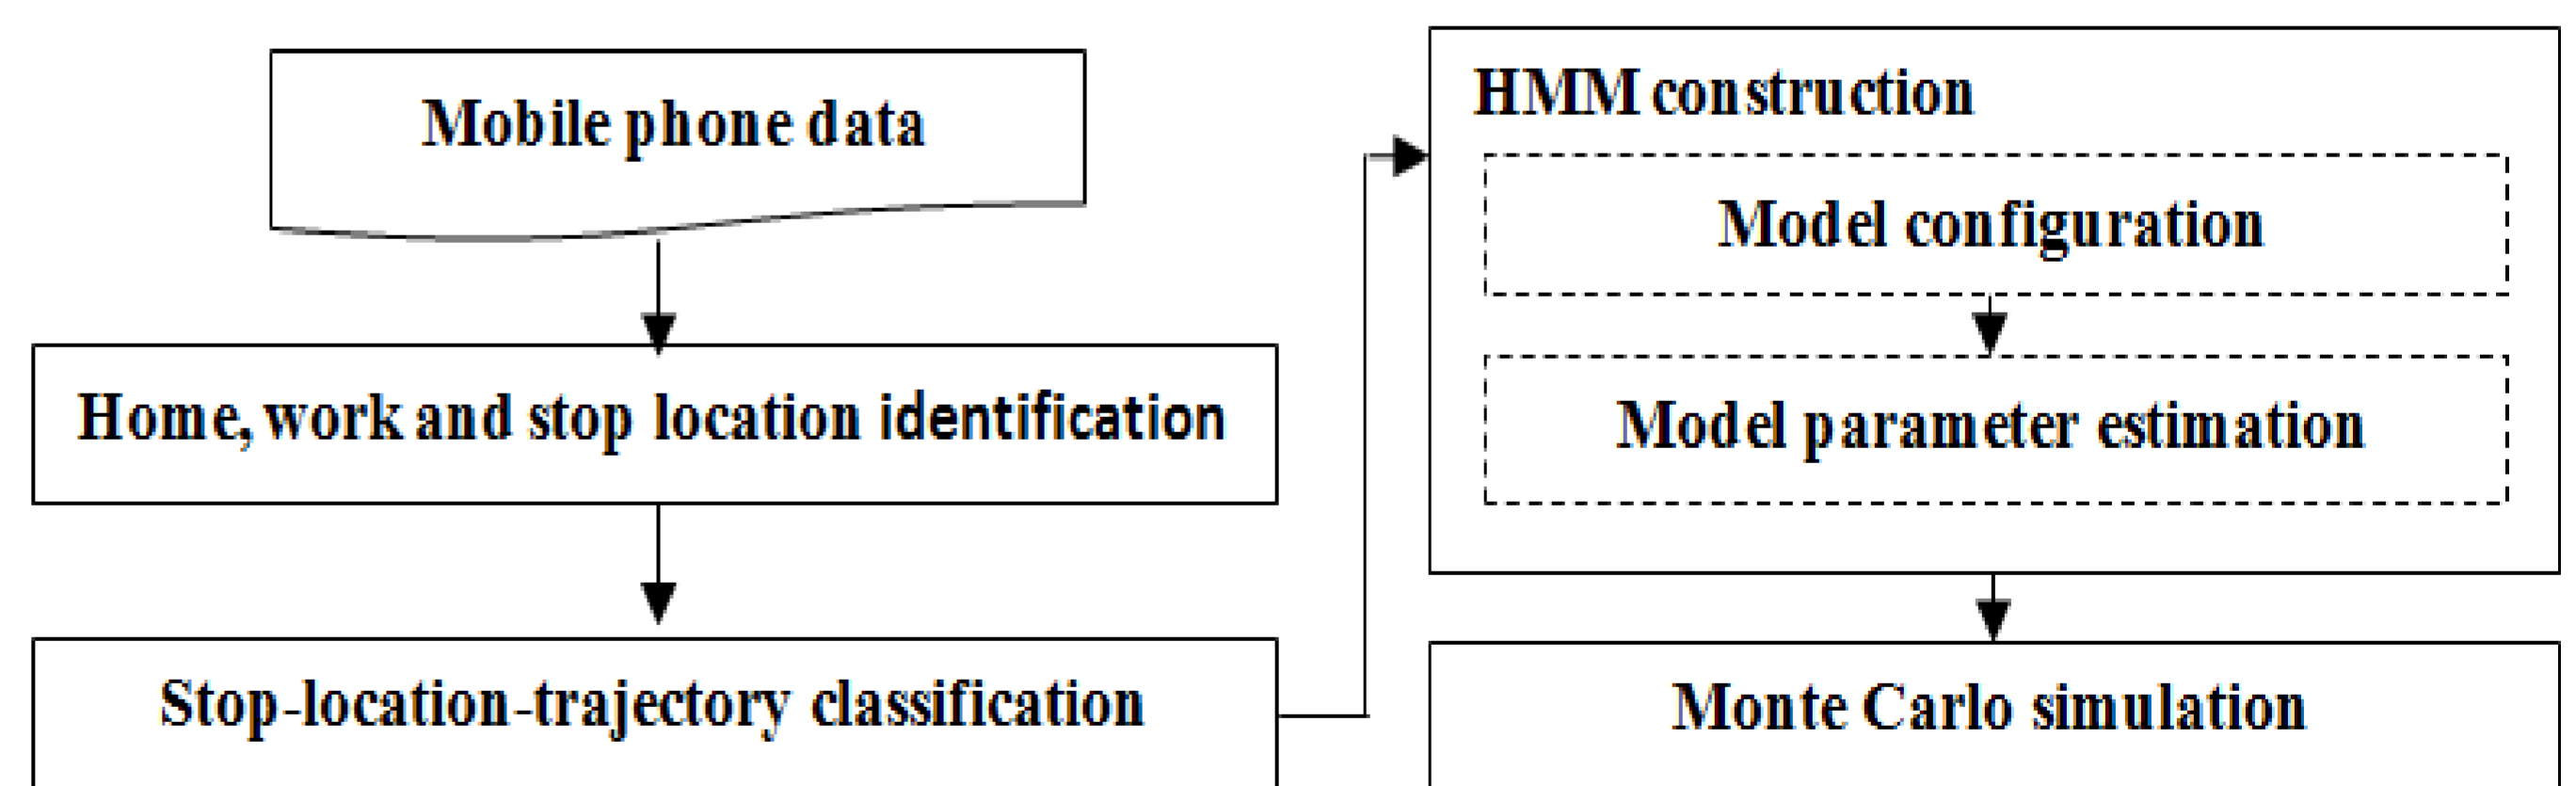 Mobile phone data
Home, work and stop location identification
Stop-location-trajectory classification
HMM construction
Model configuration
Model parameter estimation
Monte Carlo simulation